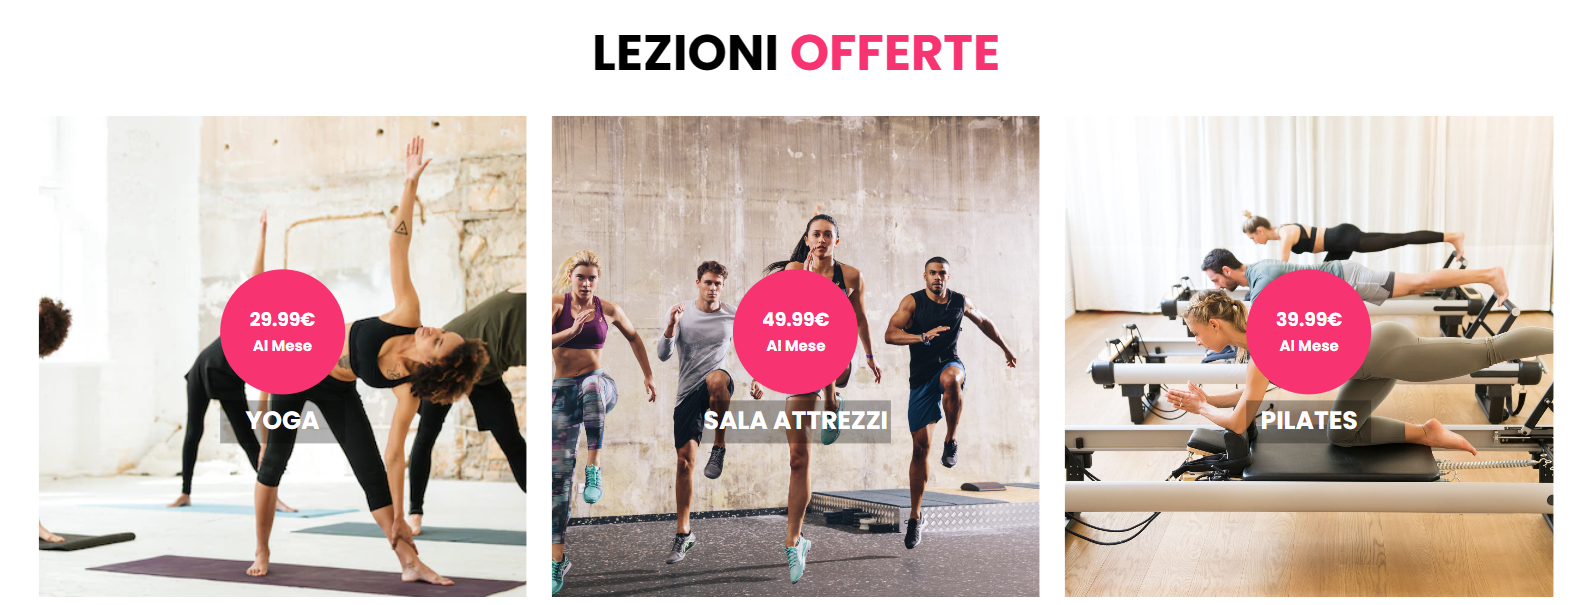 LEZIONI OFFERTE
29.99€
Al Mese
YOGA
49.99€
Al Mese
SALA ATTREZZI
39.99€
Al Mese
PILATES